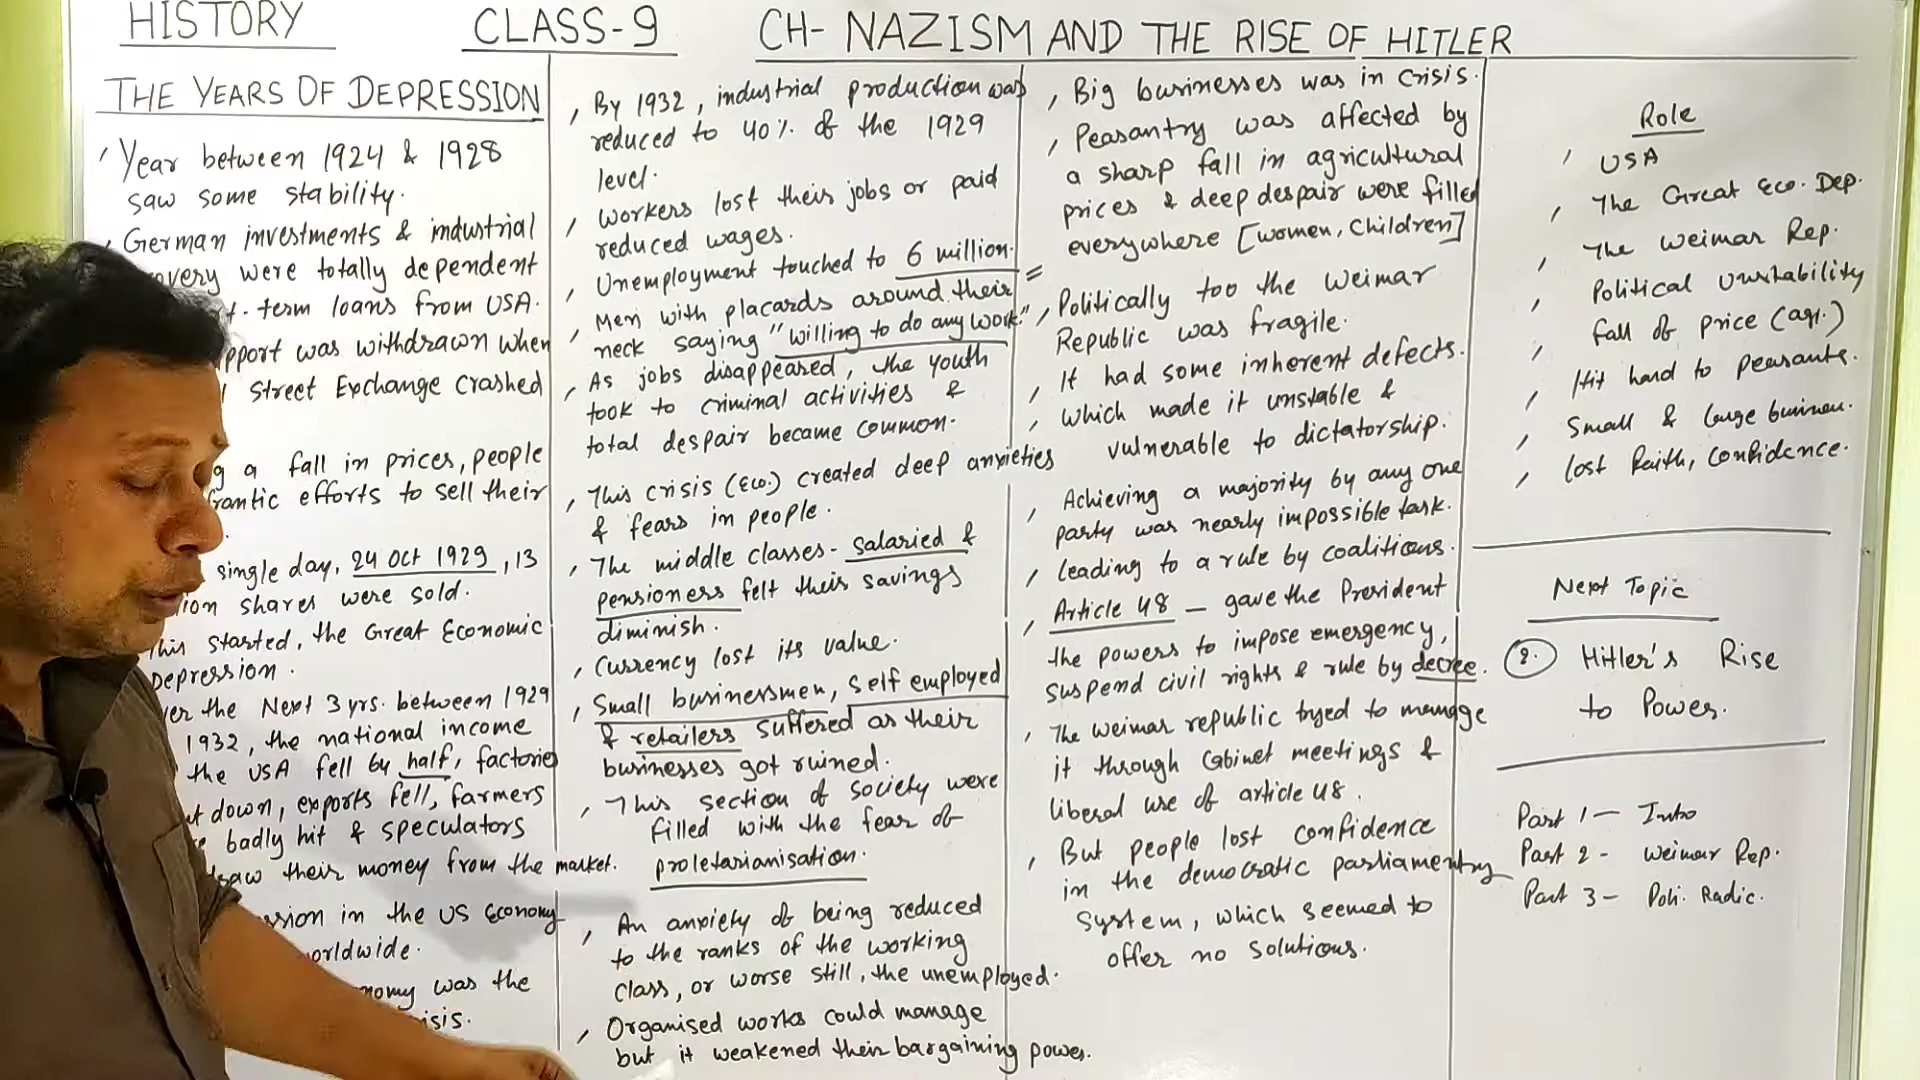 HISTORY
CLASS-9
CH- NAZISM AND THE RISE OF HITLER
THE YEARS OF DEPRESSION
Year between 1924 & 1928
saw some stability.
German investments & industrial
overy were totally dependent
t-term loans from USA.
pport was withdrawn when
Street Exchange crashed
g a fall in prices, people
rantic efforts to sell their
single day, 24 Oct 1929, 13
ion shares were sold.
his started, the Great Economic
Depression.
er the Next 3 yrs. between 1929
1932, the national income
the USA fell by half, factories
t down, exports fell, farmers
badly hit & speculators
raw their money from the market.
ssion in the US Economy
orldwide.
nomy was the
isis.
By 1932, industrial production was
reduced to 40% of the 1929
level.
Workers lost their jobs or paid
reduced wages.
Unemployment touched to 6 million.
Men with placards around their
neck saying "willing to do any work."
As jobs disappeared, the youth
took to criminal activities &
total despair became common.
This crisis (Eco.) created deep anxieties
& fears in people.
The middle classes- salaried &
pensioners felt their savings
diminish.
Currency lost its value.
Small businessmen, self employed
& retailers suffered as their
businesses got ruined.
This section of society were
filled with the fear of
proletarianisation.
An anxiety of being reduced
to the ranks of the working
class, or worse still, the unemployed.
Organised works could manage
but it weakened their bargaining power.
Big businesses was in crisis.
Peasantry was affected by
a sharp fall in agricultural
prices & deep despair were filled
everywhere [women, children]
Politically too the Weimar
Republic was fragile.
It had some inherent defects.
which made it unstable &
vulnerable to dictatorship.
Achieving a majority by any one
party was nearly impossible task.
leading to a rule by coalitions.
Article 48 — gave the President
the powers to impose emergency,
suspend civil rights & rule by decree.
The weimar republic tryed to manage
it through Cabinet meetings &
liberal use of article 48.
But people lost confidence
in the democratic parliamentry
system, which seemed to
offer no solutions.
Role
USA
The Great Eco. Dep.
The Weimar Rep.
Political Unstability
fall of price (agr.)
Hit hard to peasants.
Small & large businen.
lost faith, confidence.
Next Topic
2. Hitler's Rise
to Power.
Part 1 — Intro
Part 2 - Weimar Rep.
Part 3 — Poli. Radic.